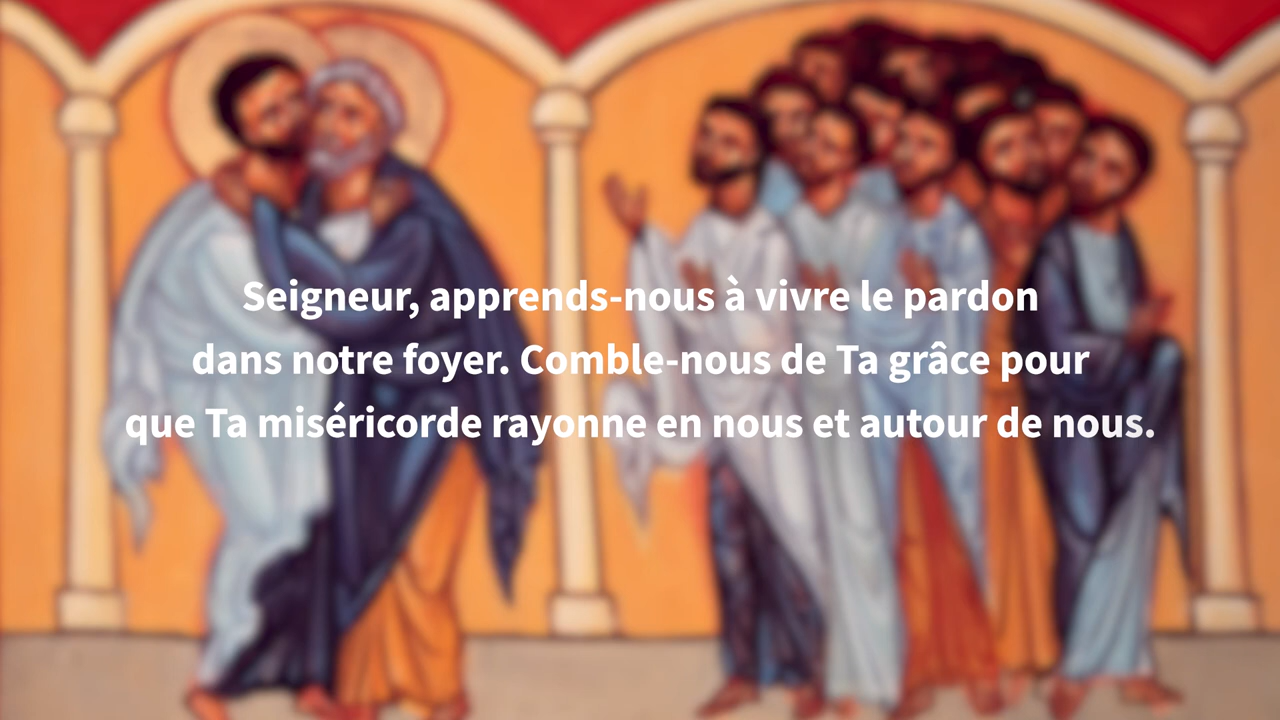 Seigneur, apprends-nous à vivre le pardon
dans notre foyer. Comble-nous de Ta grâce pour
que Ta miséricorde rayonne en nous et autour de nous.